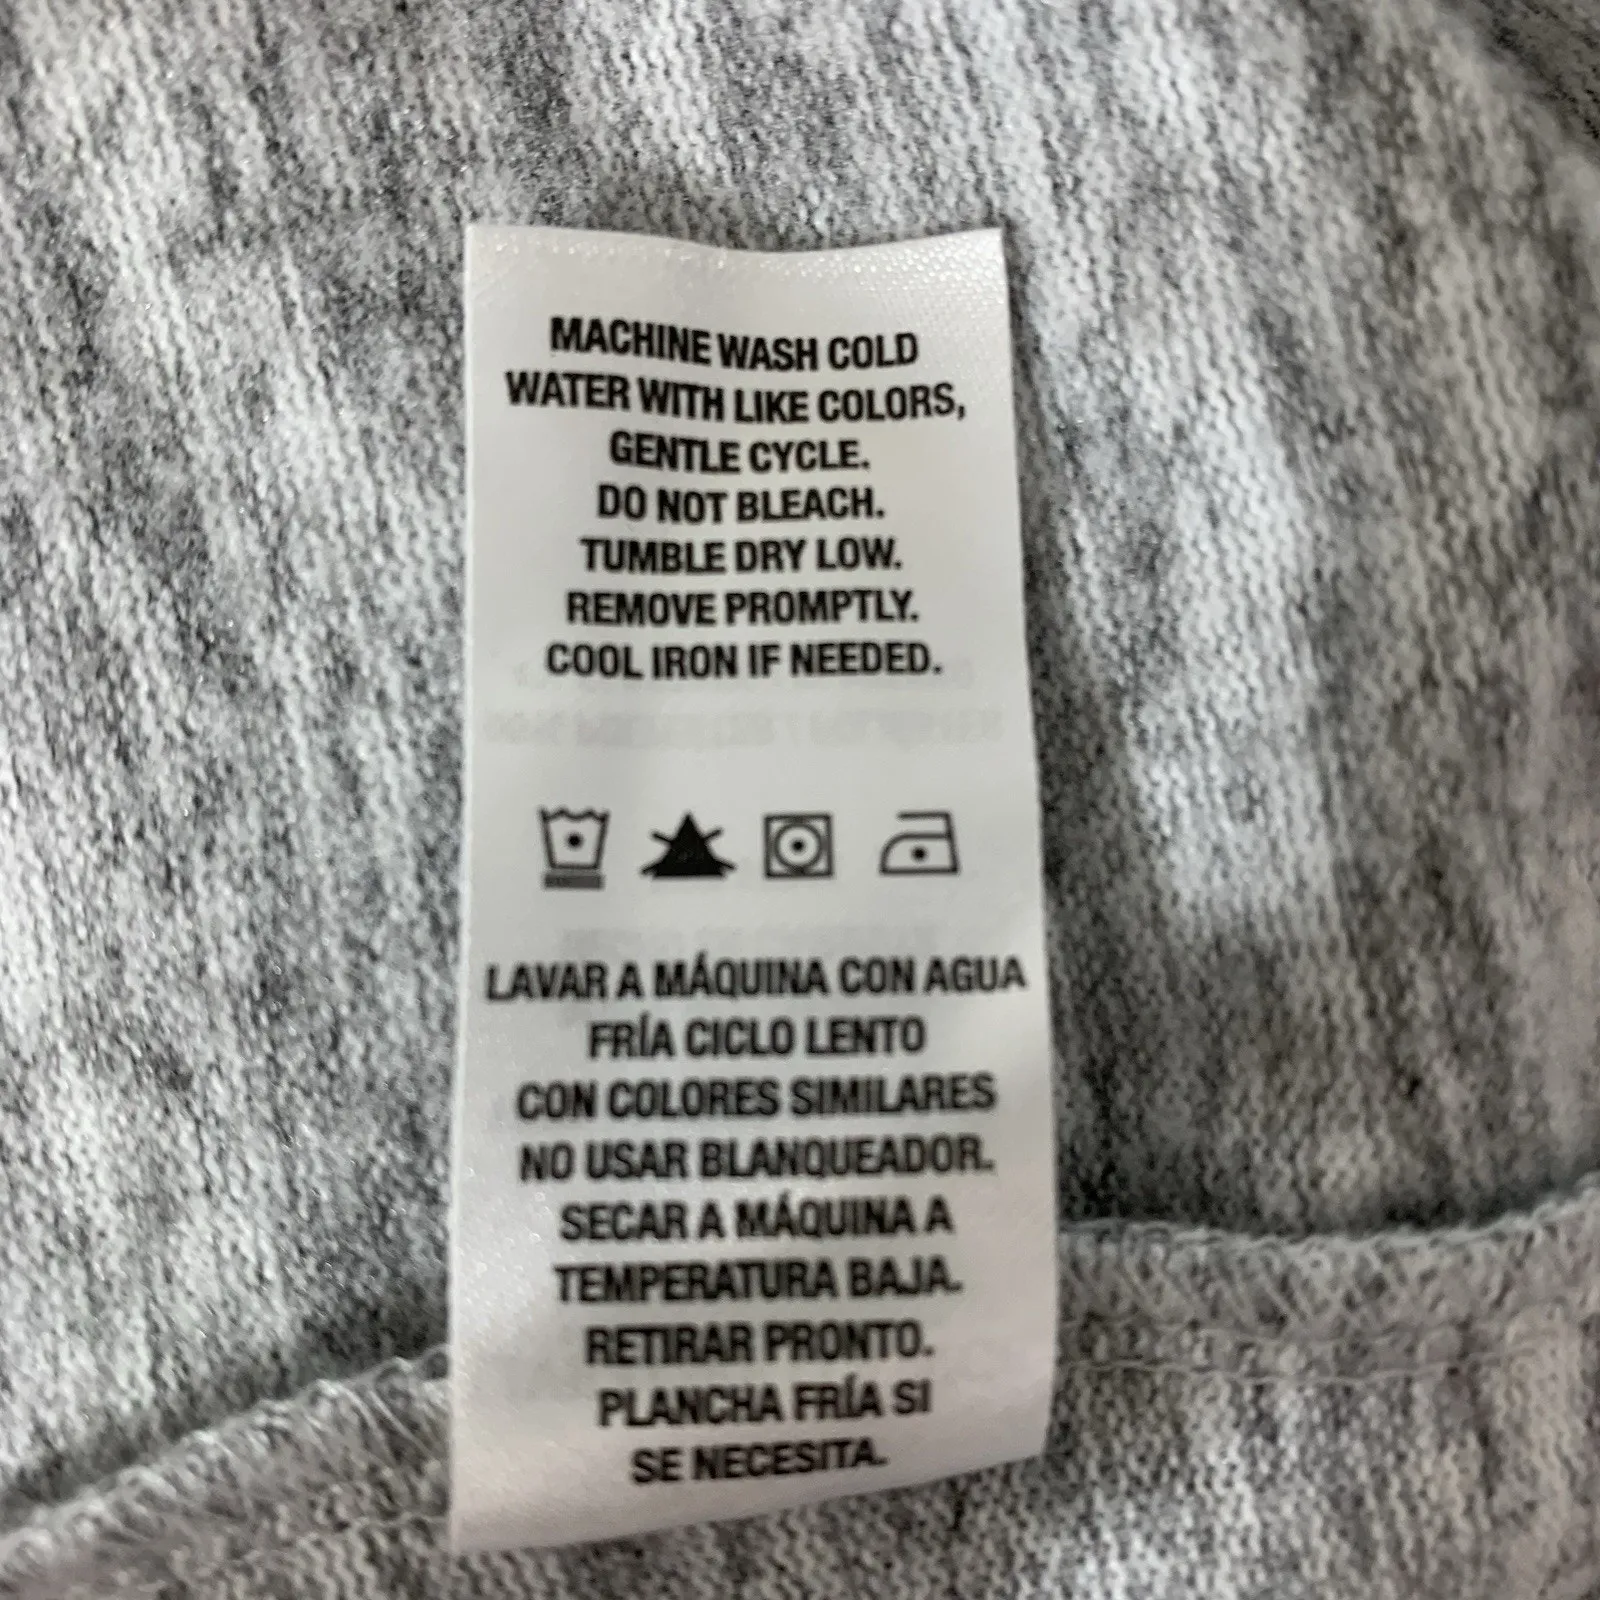 MACHINE WASH COLD
WATER WITH LIKE COLORS,
GENTLE CYCLE.
DO NOT BLEACH.
TUMBLE DRY LOW.
REMOVE PROMPTLY.
COOL IRON IF NEEDED.
LAVAR A MÁQUINA CON AGUA
FRÍA CICLO LENTO
CON COLORES SIMILARES
NO USAR BLANQUEADOR.
SECAR A MÁQUINA A
TEMPERATURA BAJA.
RETIRAR PRONTO.
PLANCHA FRÍA SI
SE NECESITA.